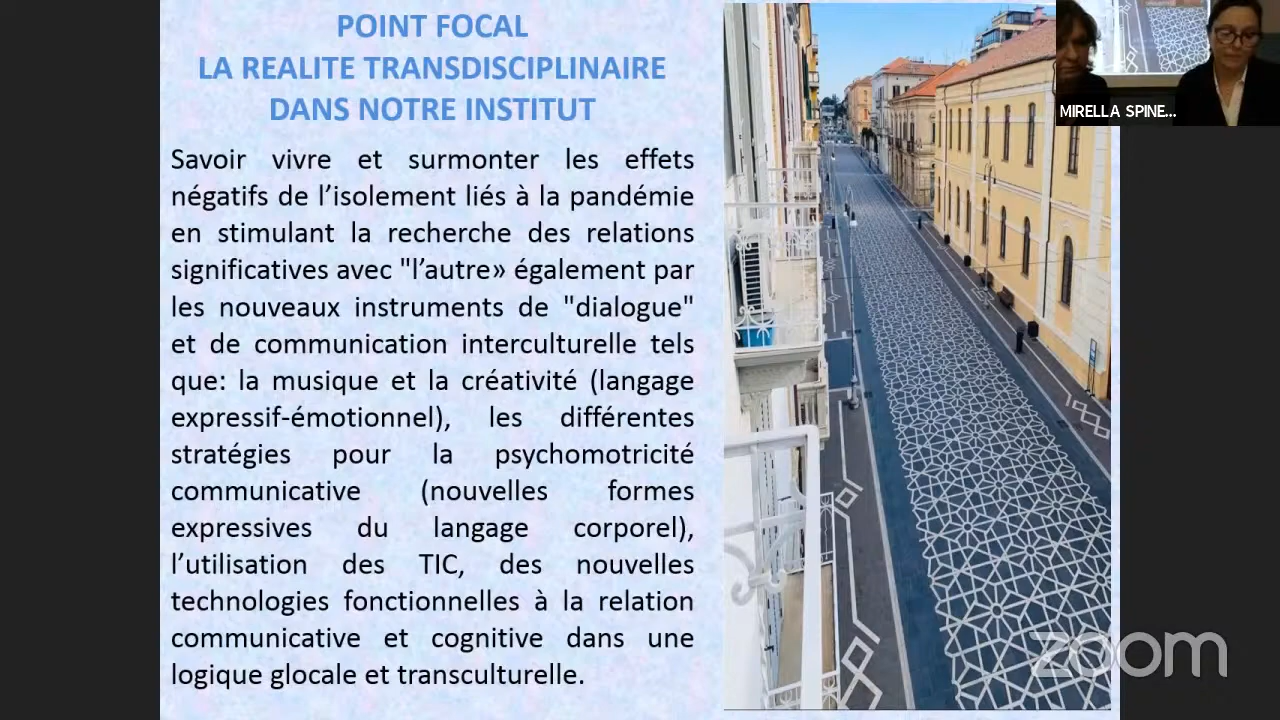 POINT FOCAL
LA REALITE TRANSDISCIPLINAIRE
DANS NOTRE INSTITUT
Savoir vivre et surmonter les effets
négatifs de l’isolement liés à la pandémie
en stimulant la recherche des relations
significatives avec "l’autre» également par
les nouveaux instruments de "dialogue"
et de communication interculturelle tels
que: la musique et la créativité (langage
expressif-émotionnel), les différentes
stratégies pour la psychomotricité
communicative (nouvelles formes
expressives du langage corporel),
l’utilisation des TIC, des nouvelles
technologies fonctionnelles à la relation
communicative et cognitive dans une
logique glocale et transculturelle.
MIRELLA SPINE...
zoom